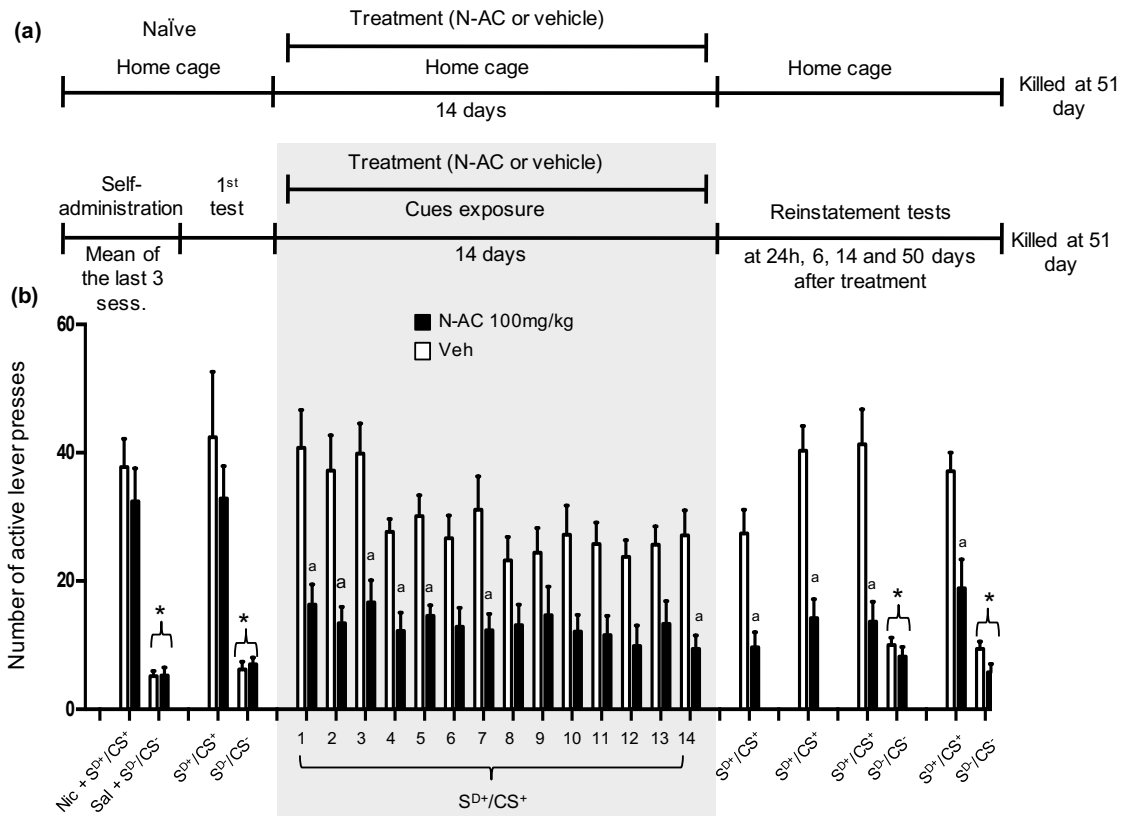 (a)
NaÏve
Treatment (N-AC or vehicle)
Home cage
Home cage
Home cage
14 days
Killed at 51
day
Treatment (N-AC or vehicle)
Self-
administration
1st
test
Cues exposure
Reinstatement tests
Mean of
the last 3
sess.
14 days
at 24h, 6, 14 and 50 days
after treatment
Killed at 51
day
(b)
N-AC 100mg/kg
Veh
Number of active lever presses
60
40
20
0
*
*
a
a
a
a
a
a
a
a
a
a
*
a
*
Nic + SD+/CS+
Sal + SD-/CS-
SD+/CS+
SD-/CS-
1 2 3 4 5 6 7 8 9 10 11 12 13 14
SD+/CS+
SD+/CS+
SD+/CS+
SD+/CS+
SD-/CS-
SD+/CS+
SD-/CS-